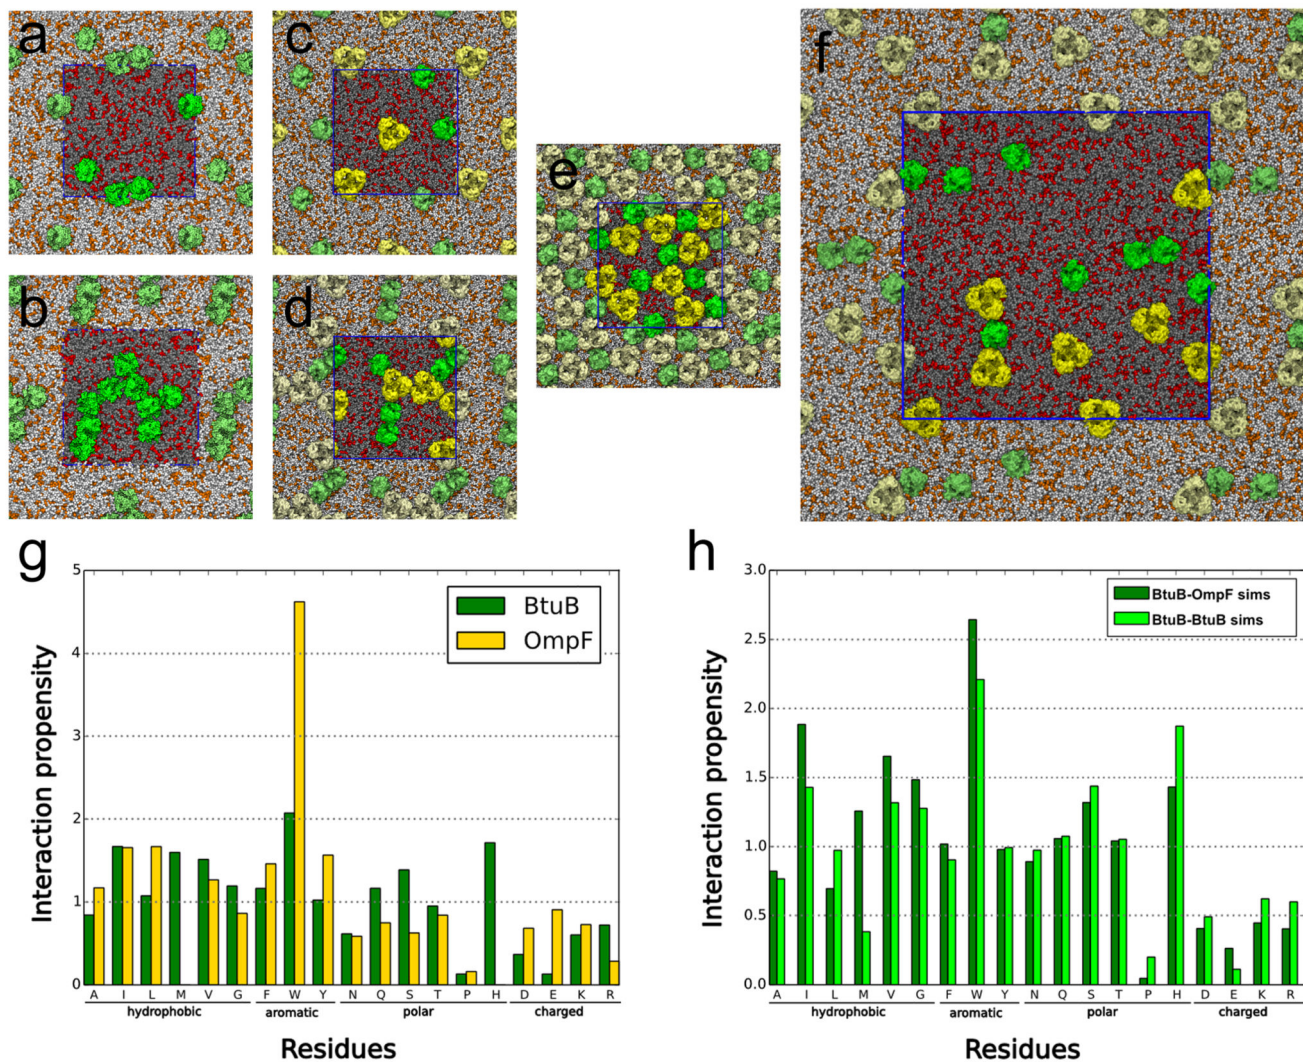 a
c
f
e
b
d
g
h
5
4
3
2
1
0
Interaction propensity
BtuB
OmpF
A I L M V G F W Y N Q S T P H D E K R
hydrophobic aromatic polar charged
Residues
3.0
2.5
2.0
1.5
1.0
0.5
0.0
Interaction propensity
BtuB-OmpF sims
BtuB-BtuB sims
A I L M V G F W Y N Q S T P H D E K R
hydrophobic aromatic polar charged
Residues